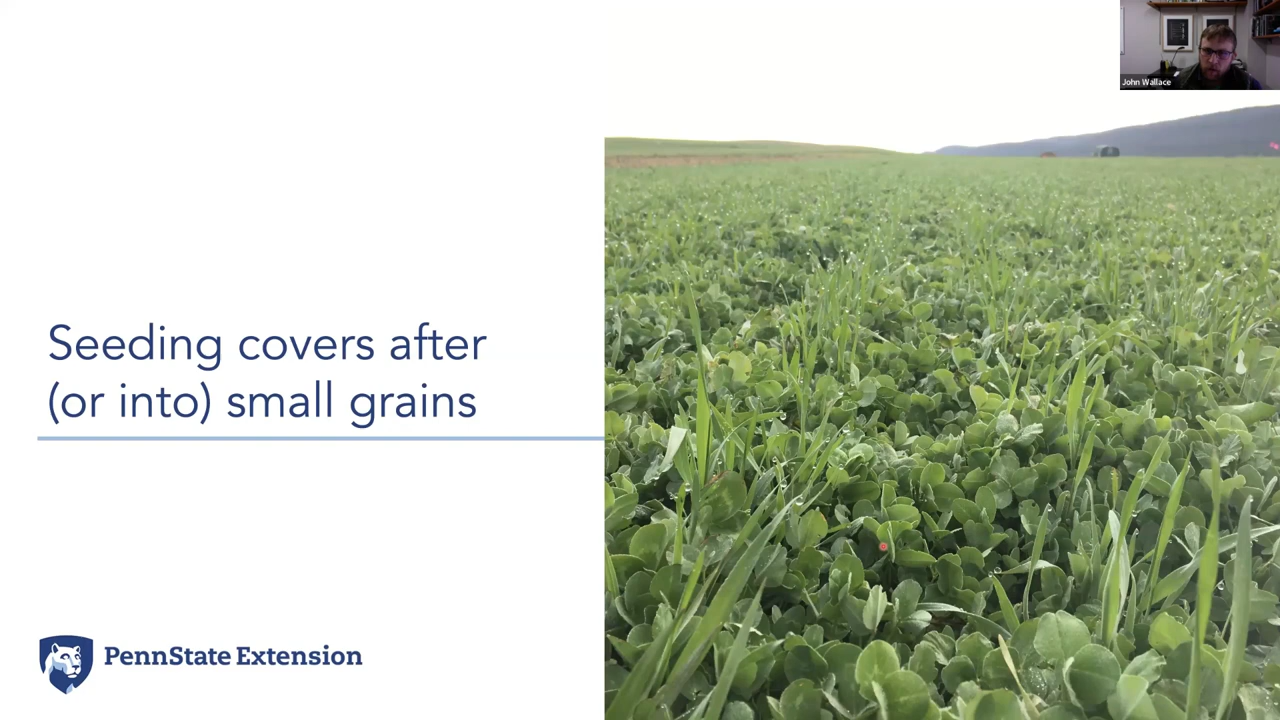 John Wallace
Seeding covers after
(or into) small grains
PennState Extension